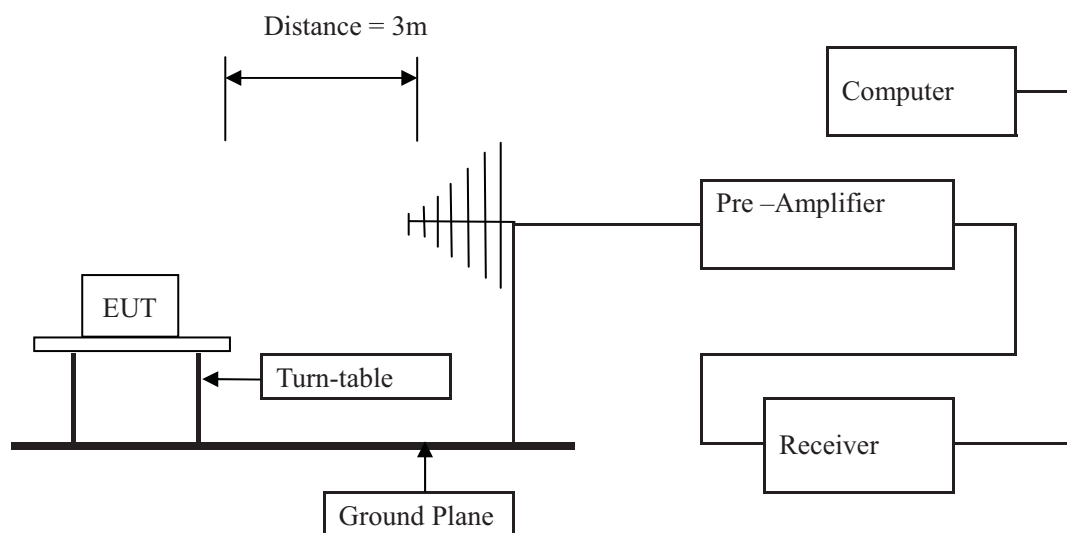 Distance = 3m
Computer
Pre –Amplifier
EUT
Turn-table
Receiver
Ground Plane